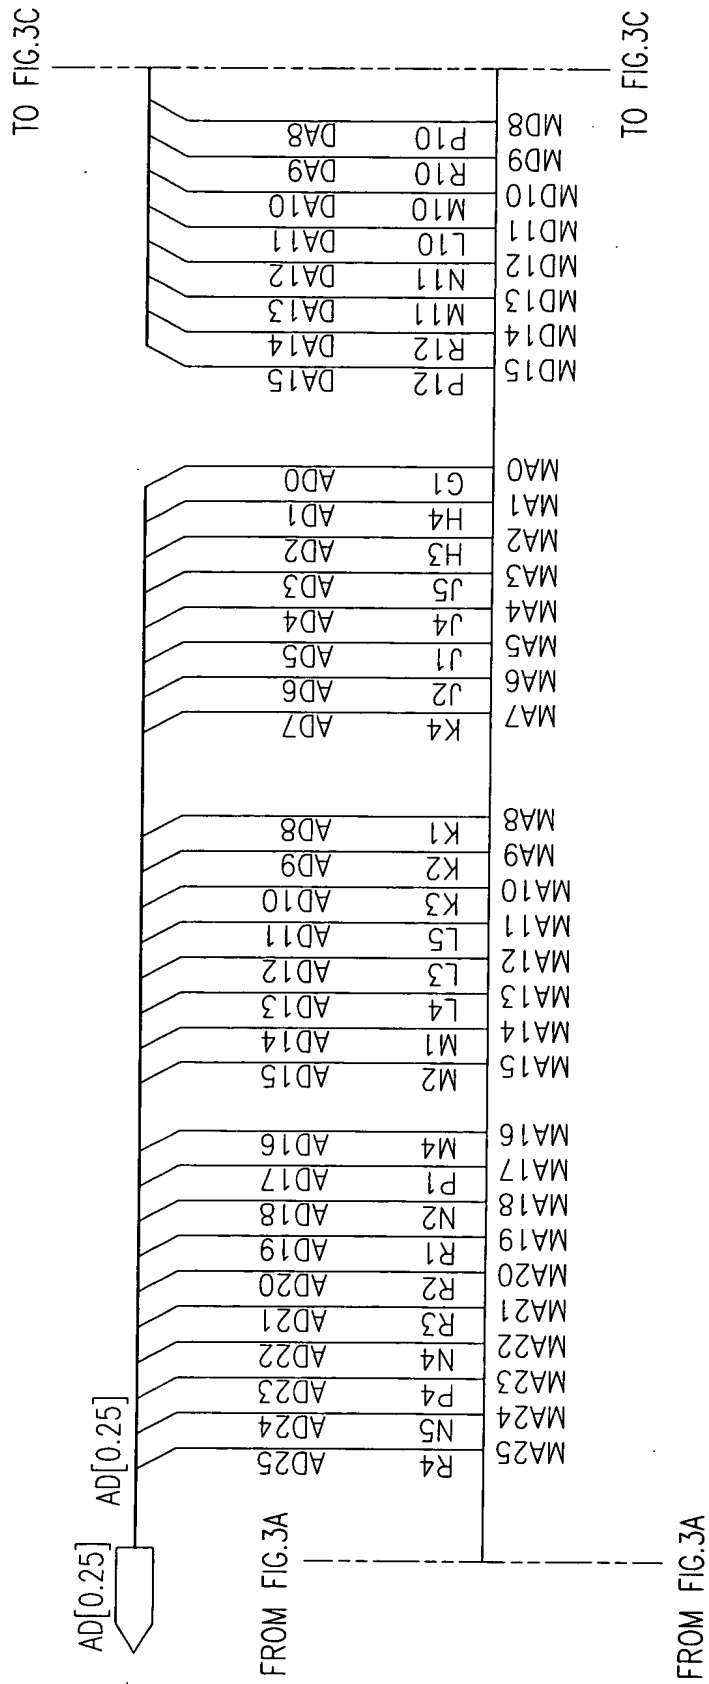 TO FIG.3C
TO FIG.3C
DA8 P10 MD8
DA9 R10 MD9
DA10 M10 MD10
DA11 L10 MD11
DA12 N11 MD12
DA13 M11 MD13
DA14 R12 MD14
DA15 P12 MD15
AD0 G1 MA0
AD1 H4 MA1
AD2 H3 MA2
AD3 J5 MA3
AD4 J4 MA4
AD5 J1 MA5
AD6 J2 MA6
AD7 K4 MA7
AD8 K1 MA8
AD9 K2 MA9
AD10 K3 MA10
AD11 L5 MA11
AD12 L3 MA12
AD13 L4 MA13
AD14 M1 MA14
AD15 M2 MA15
AD16 M4 MA16
AD17 P1 MA17
AD18 N2 MA18
AD19 R1 MA19
AD20 R2 MA20
AD21 R3 MA21
AD22 N4 MA22
AD23 P4 MA23
AD24 N5 MA24
AD25 R4 MA25
AD[0.25]
AD[0.25]
FROM FIG.3A
FROM FIG.3A